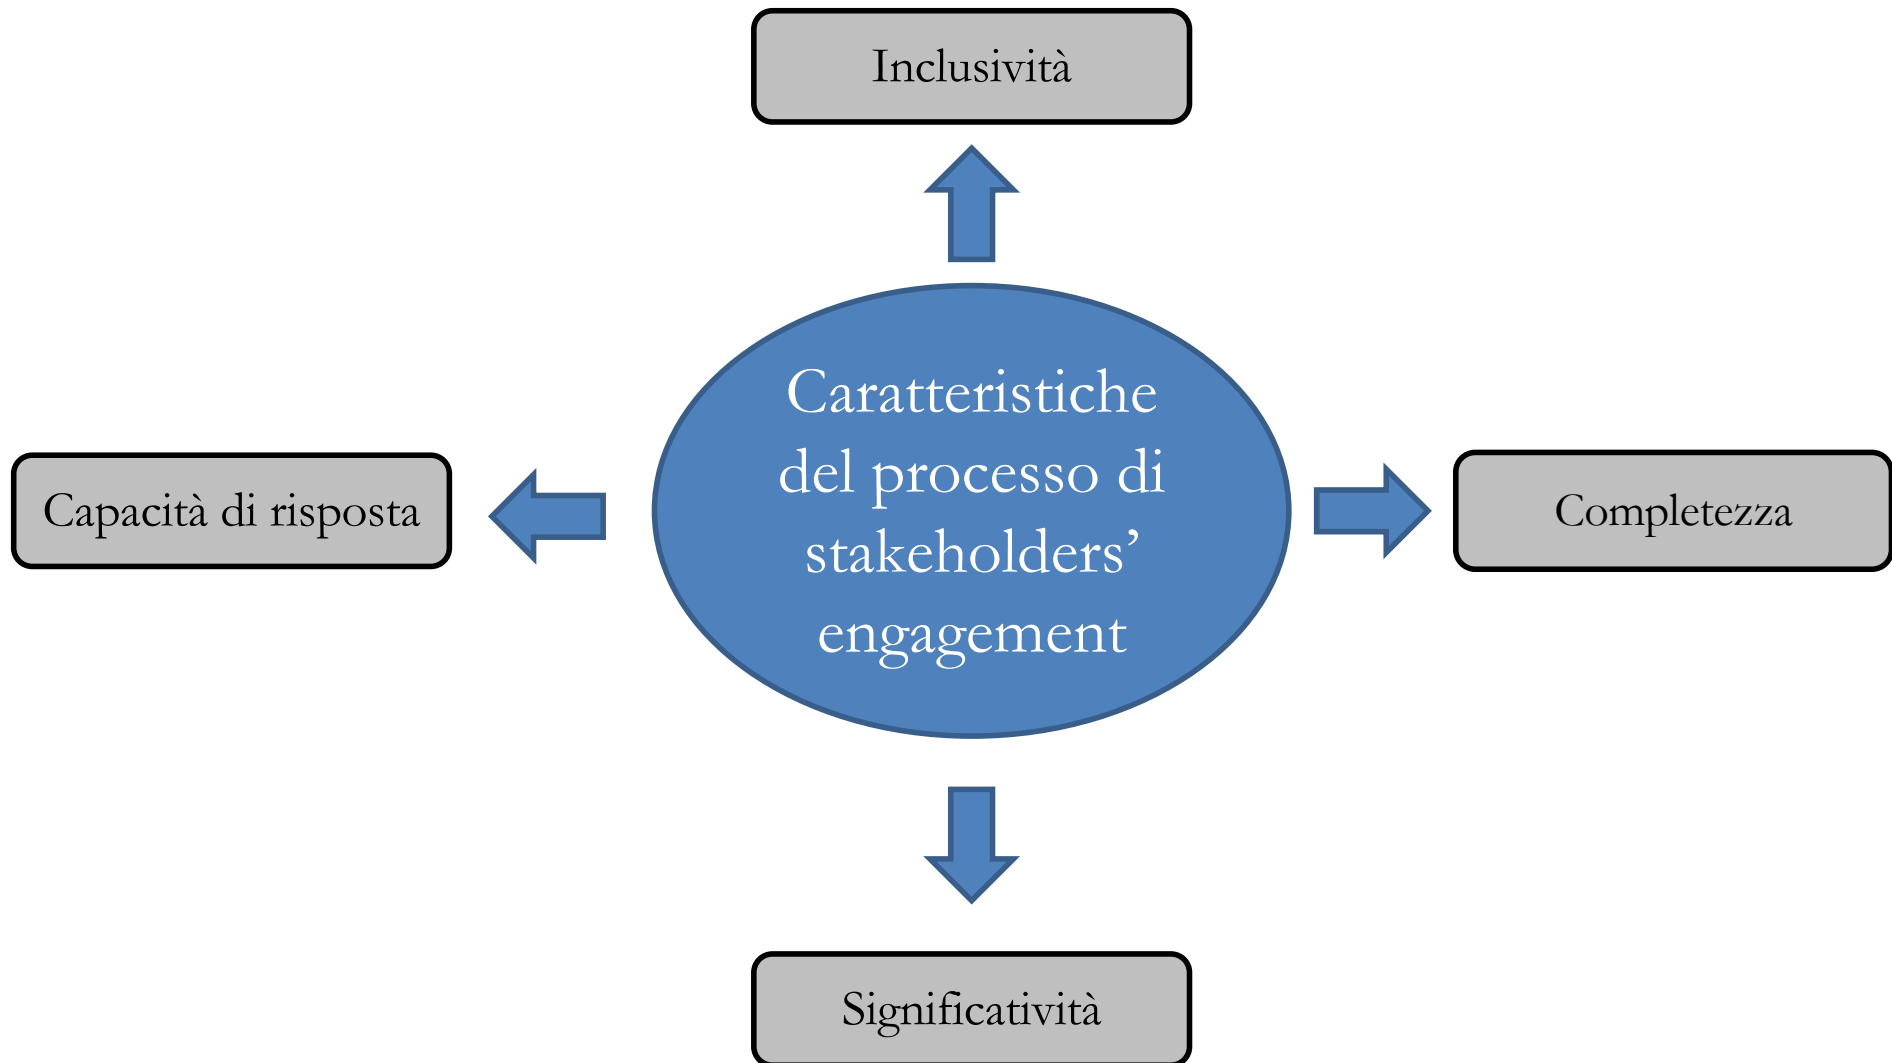 Inclusività
Caratteristiche
del processo di
stakeholders’
engagement
Capacità di risposta
Completezza
Significatività